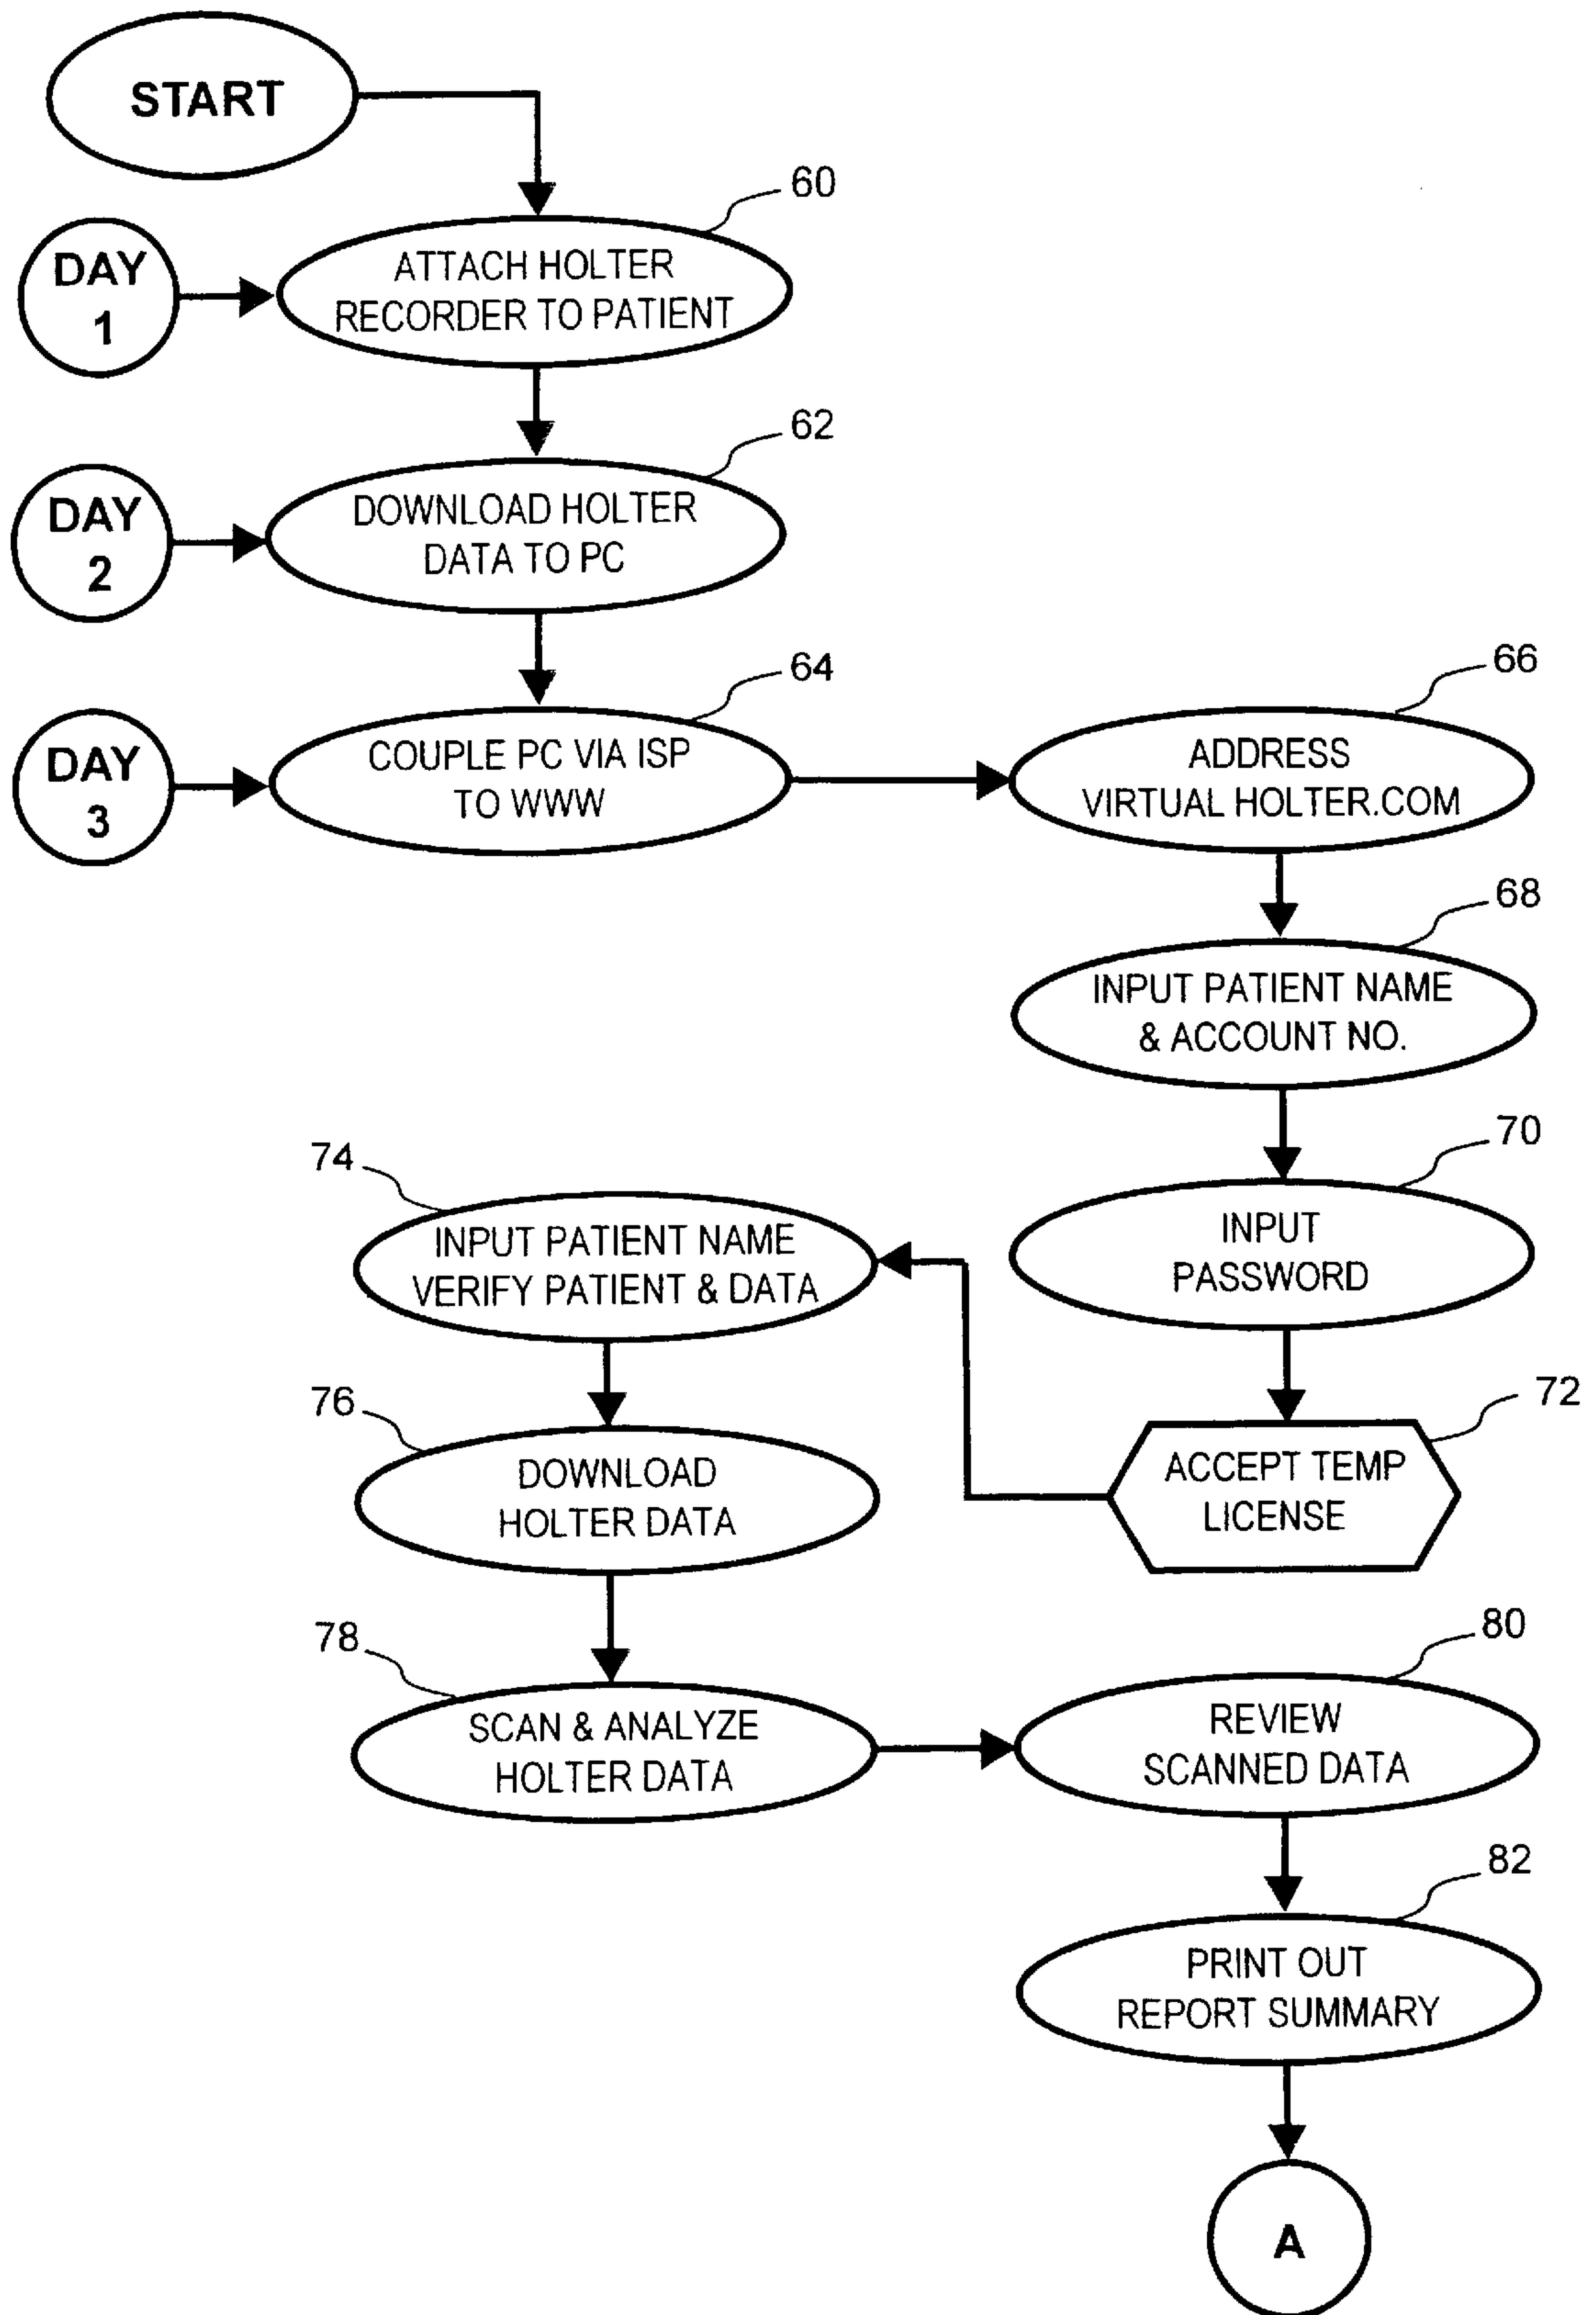 START
60
DAY
1
ATTACH HOLTER
RECORDER TO PATIENT
62
DAY
2
DOWNLOAD HOLTER
DATA TO PC
64
DAY
3
COUPLE PC VIA ISP
TO WWW
66
ADDRESS
VIRTUAL HOLTER.COM
68
INPUT PATIENT NAME
& ACCOUNT NO.
70
INPUT
PASSWORD
72
ACCEPT TEMP
LICENSE
74
INPUT PATIENT NAME
VERIFY PATIENT & DATA
76
DOWNLOAD
HOLTER DATA
78
SCAN & ANALYZE
HOLTER DATA
80
REVIEW
SCANNED DATA
82
PRINT OUT
REPORT SUMMARY
A